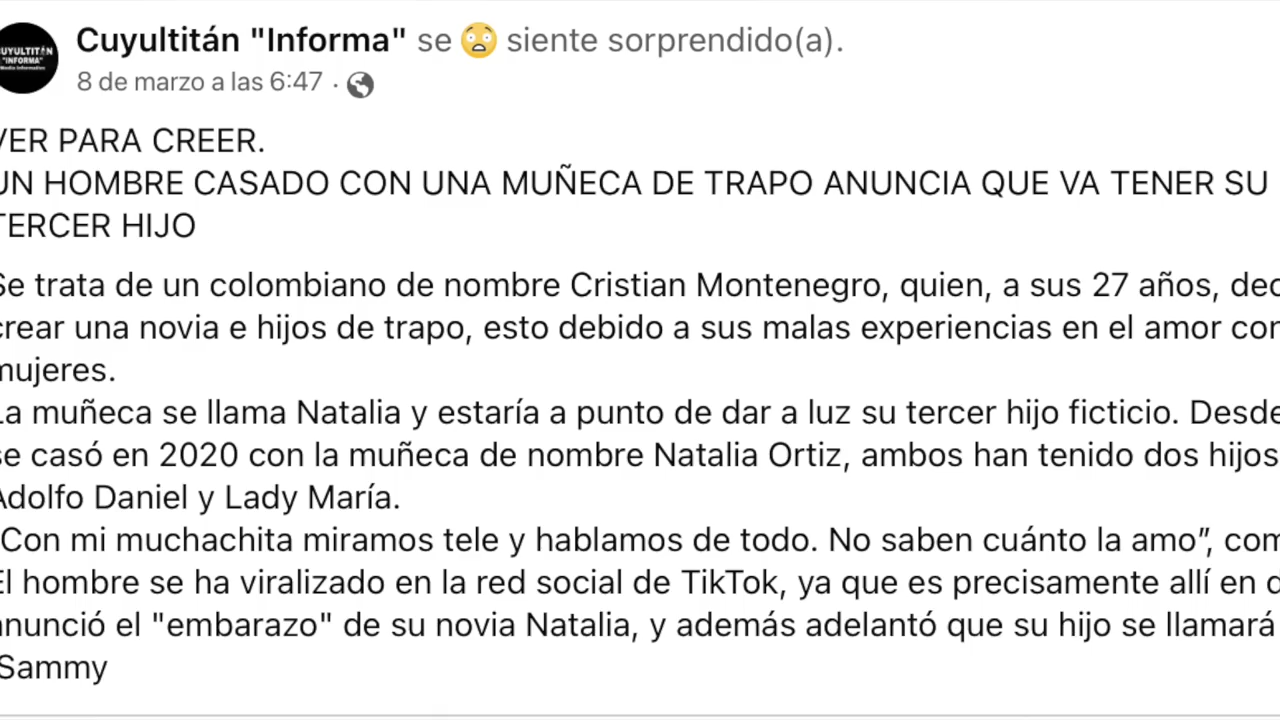 Cuyultitán "Informa" se 😳 siente sorprendido(a).
CUYULTITÁN
"INFORMA"
8 de marzo a las 6:47 ·
VER PARA CREER.
UN HOMBRE CASADO CON UNA MUÑECA DE TRAPO ANUNCIA QUE VA TENER SU
TERCER HIJO
Se trata de un colombiano de nombre Cristian Montenegro, quien, a sus 27 años,
crear una novia e hijos de trapo, esto debido a sus malas experiencias en el amor
mujeres.
La muñeca se llama Natalia y estaría a punto de dar a luz su tercer hijo ficticio. Desde
se casó en 2020 con la muñeca de nombre Natalia Ortiz, ambos han tenido dos hijos
Adolfo Daniel y Lady María.
Con mi muchachita miramos tele y hablamos de todo. No saben cuánto la amo”,
El hombre se ha viralizado en la red social de TikTok, ya que es precisamente allí en
anunció el "embarazo" de su novia Natalia, y además adelantó que su hijo se llamará
Sammy